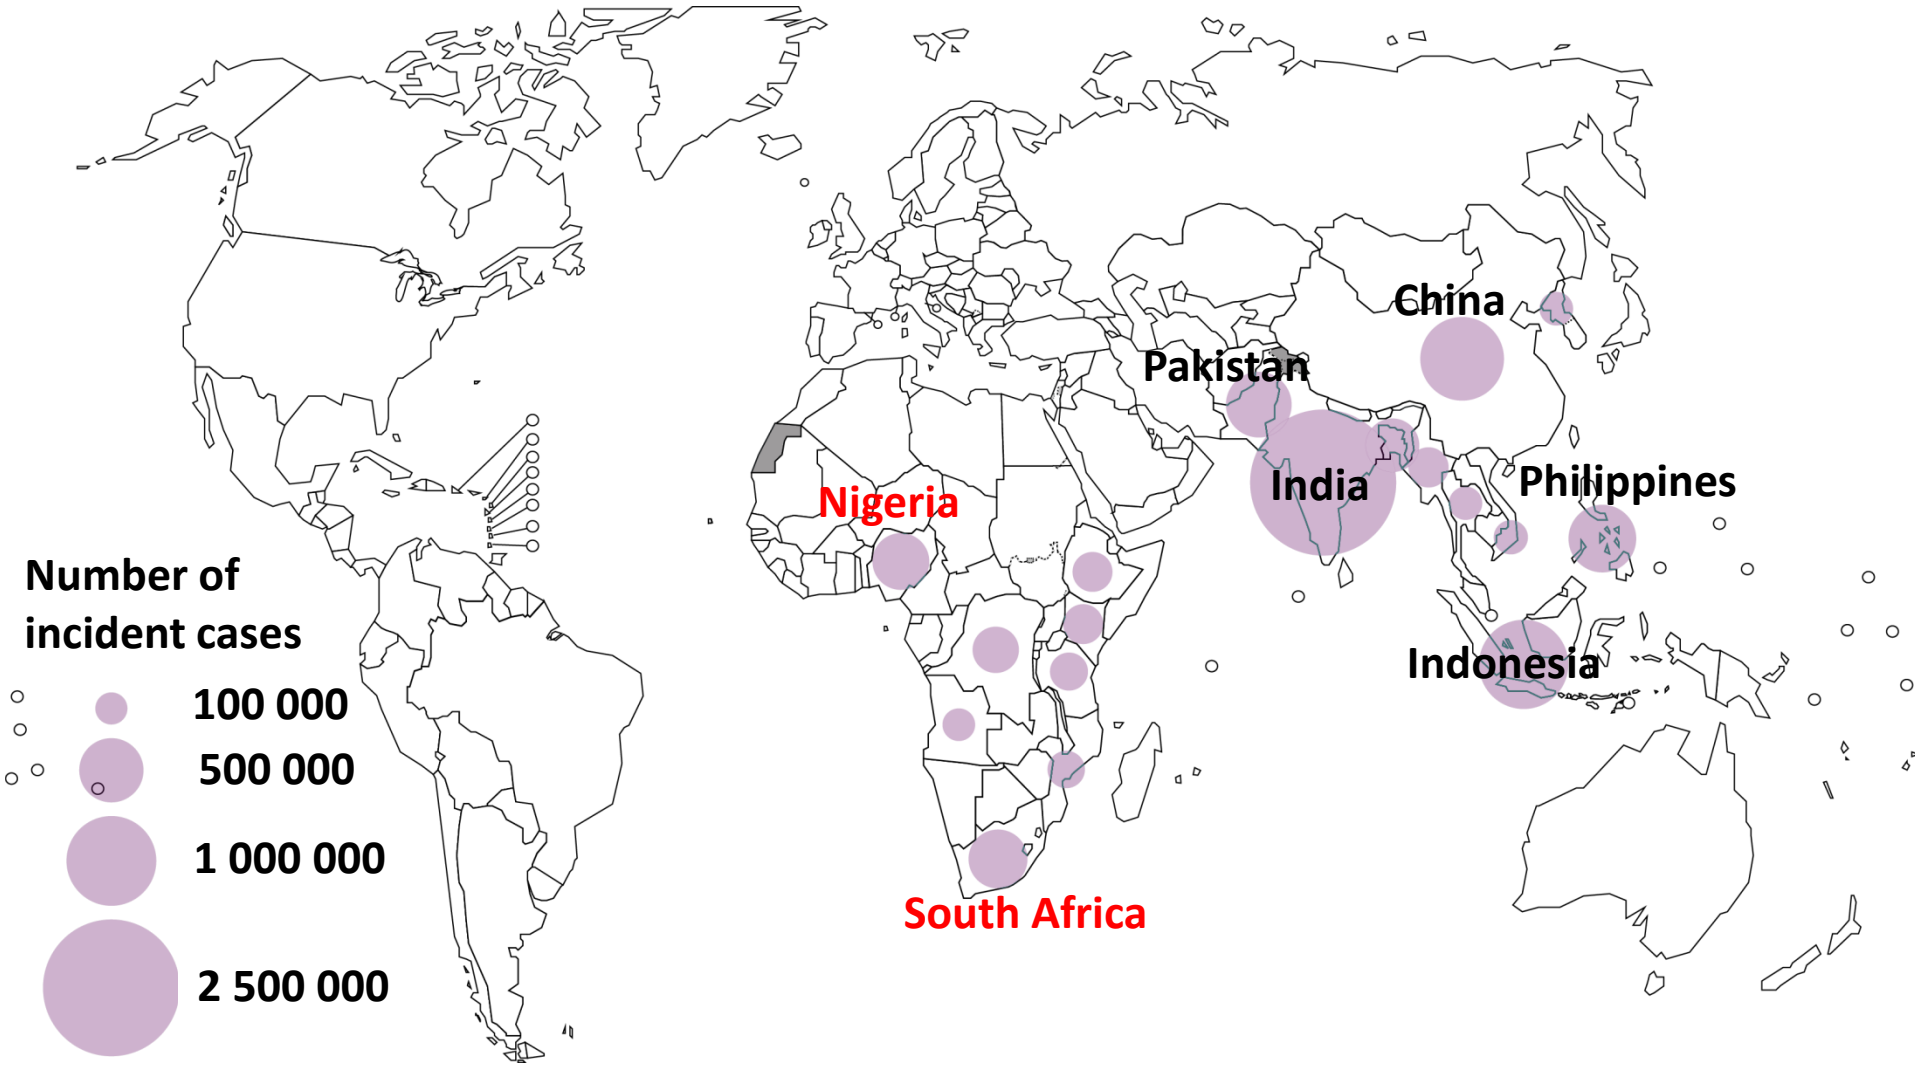 China
Pakistan
India
Philippines
Nigeria
Indonesia
South Africa
Number of
incident cases
100 000
500 000
1 000 000
2 500 000